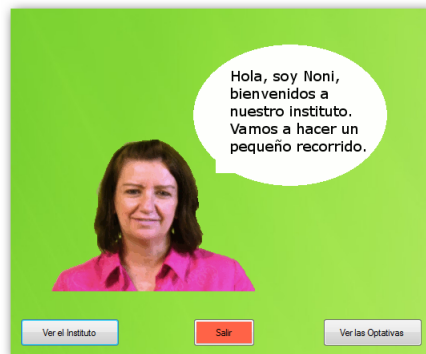 Hola, soy Noni,
bienvenidos a
nuestro instituto.
Vamos a hacer un
pequeño recorrido.
Ver el Instituto
Salir
Ver las Optativas